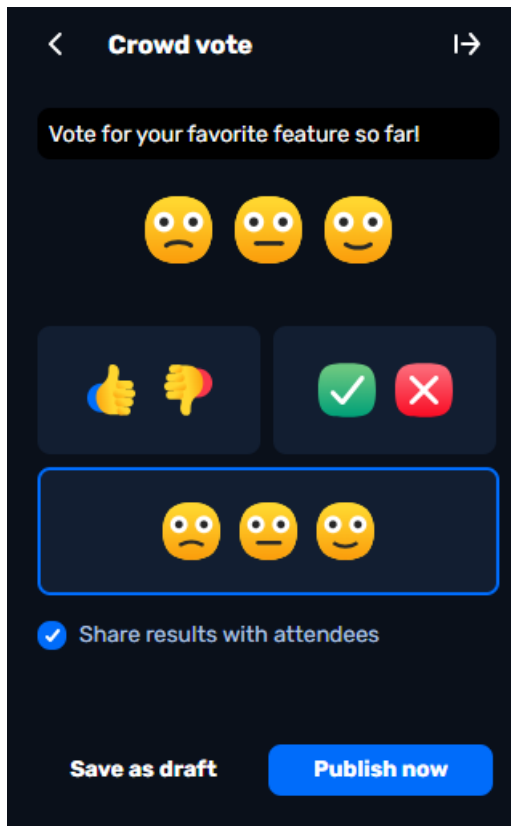 Crowd vote
Vote for your favorite feature so far!
Share results with attendees
Save as draft
Publish now